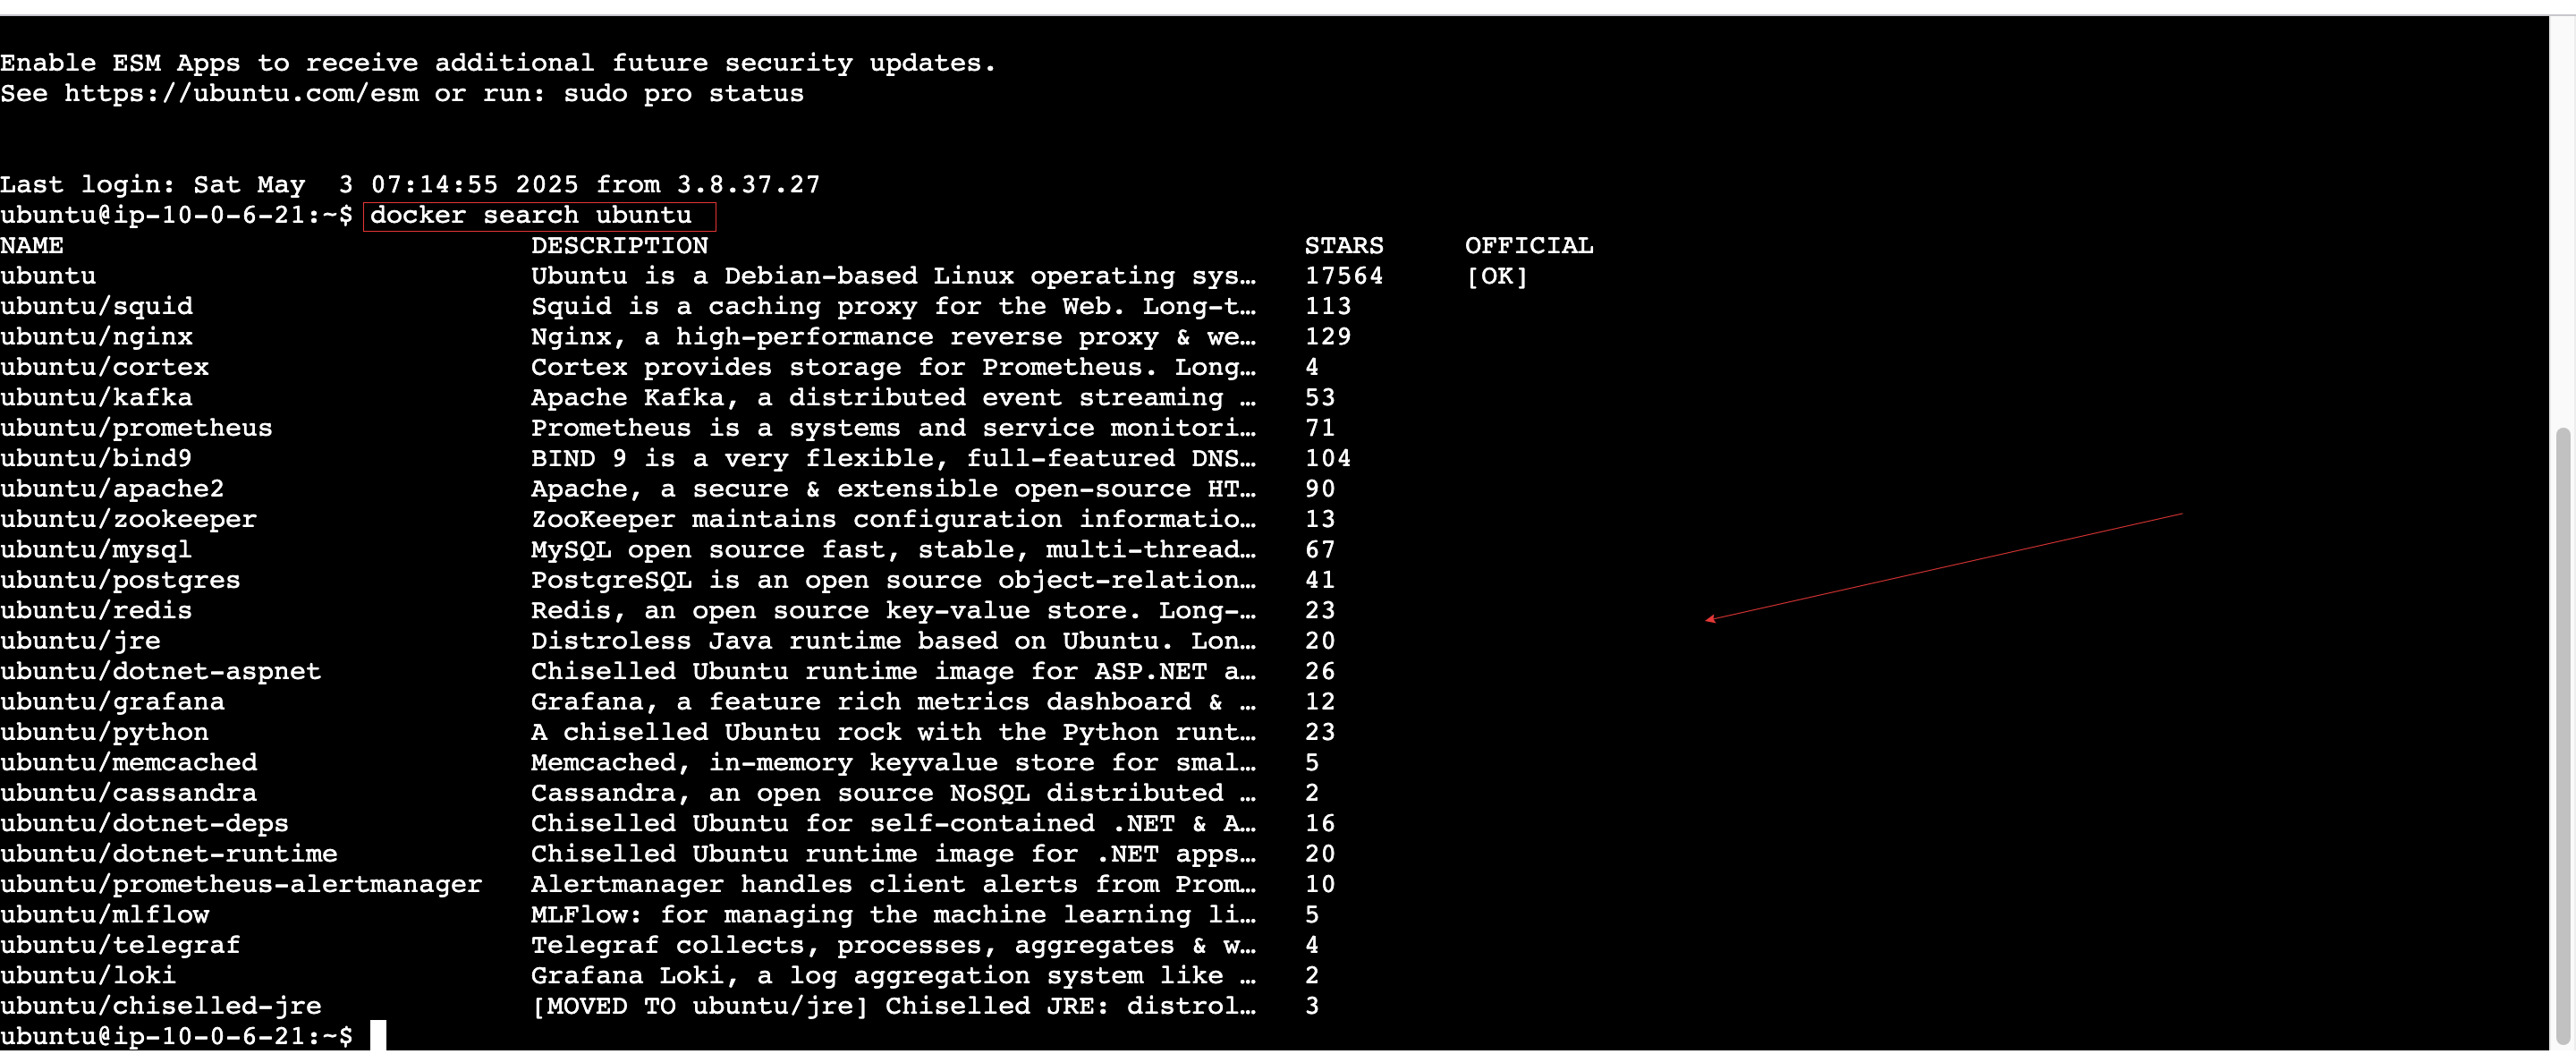 Enable ESM Apps to receive additional future security updates.
See https://ubuntu.com/esm or run: sudo pro status
Last login: Sat May  3 07:14:55 2025 from 3.8.37.27
ubuntu@ip-10-0-6-21:~$ docker search ubuntu
NAME                             DESCRIPTION                                     STARS     OFFICIAL
ubuntu                           Ubuntu is a Debian-based Linux operating sys…   17564     [OK]
ubuntu/squid                     Squid is a caching proxy for the Web. Long-t…   113
ubuntu/nginx                     Nginx, a high-performance reverse proxy & we…   129
ubuntu/cortex                    Cortex provides storage for Prometheus. Long…   4
ubuntu/kafka                     Apache Kafka, a distributed event streaming …   53
ubuntu/prometheus                Prometheus is a systems and service monitori…   71
ubuntu/bind9                     BIND 9 is a very flexible, full-featured DNS…   104
ubuntu/apache2                   Apache, a secure & extensible open-source HT…   90
ubuntu/zookeeper                 ZooKeeper maintains configuration informatio…   13
ubuntu/mysql                     MySQL open source fast, stable, multi-thread…   67
ubuntu/postgres                  PostgreSQL is an open source object-relation…   41
ubuntu/redis                     Redis, an open source key-value store. Long-…   23
ubuntu/jre                       Distroless Java runtime based on Ubuntu. Lon…   20
ubuntu/dotnet-aspnet             Chiselled Ubuntu runtime image for ASP.NET a…   26
ubuntu/grafana                   Grafana, a feature rich metrics dashboard & …   12
ubuntu/python                    A chiselled Ubuntu rock with the Python runt…   23
ubuntu/memcached                 Memcached, in-memory keyvalue store for smal…   5
ubuntu/cassandra                 Cassandra, an open source NoSQL distributed …   2
ubuntu/dotnet-deps               Chiselled Ubuntu for self-contained .NET & A…   16
ubuntu/dotnet-runtime            Chiselled Ubuntu runtime image for .NET apps…   20
ubuntu/prometheus-alertmanager   Alertmanager handles client alerts from Prom…   10
ubuntu/mlflow                    MLFlow: for managing the machine learning li…   5
ubuntu/telegraf                  Telegraf collects, processes, aggregates & w…   4
ubuntu/loki                      Grafana Loki, a log aggregation system like …   2
ubuntu/chiselled-jre             [MOVED TO ubuntu/jre] Chiselled JRE: distrol…   3
ubuntu@ip-10-0-6-21:~$